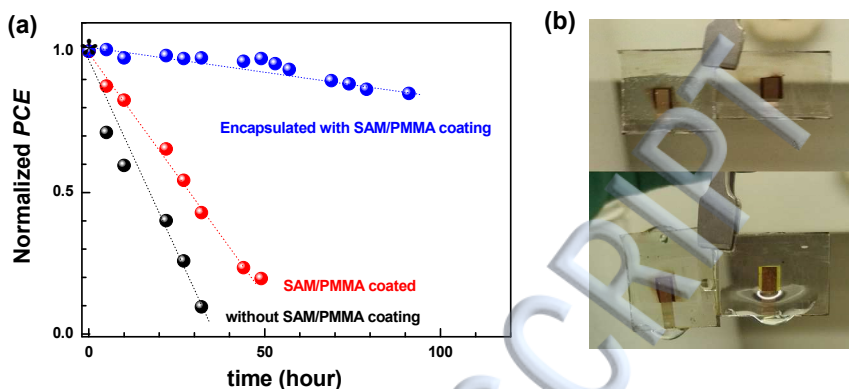 (a)
(b)
Normalized PCE
1.0
0.5
0.0
0
50
100
time (hour)
Encapsulated with SAM/PMMA coating
SAM/PMMA coated
without SAM/PMMA coating
SCRIPT